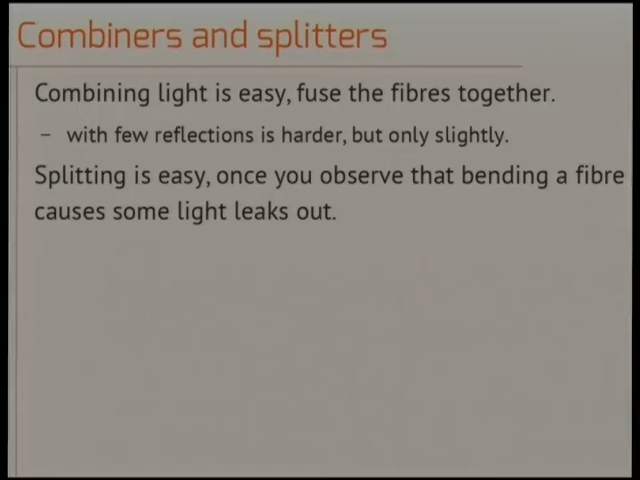 Combiners and splitters
Combining light is easy, fuse the fibres together.
– with few reflections is harder, but only slightly.
Splitting is easy, once you observe that bending a fibre
causes some light leaks out.